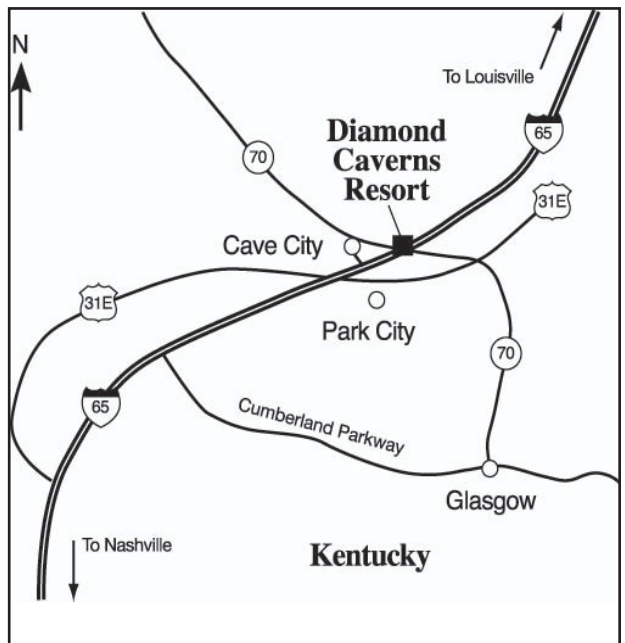 N
To Louisville
65
70
Diamond
Caverns
Resort
31E
Cave City
31E
Park City
70
65
Cumberland Parkway
Glasgow
To Nashville
Kentucky